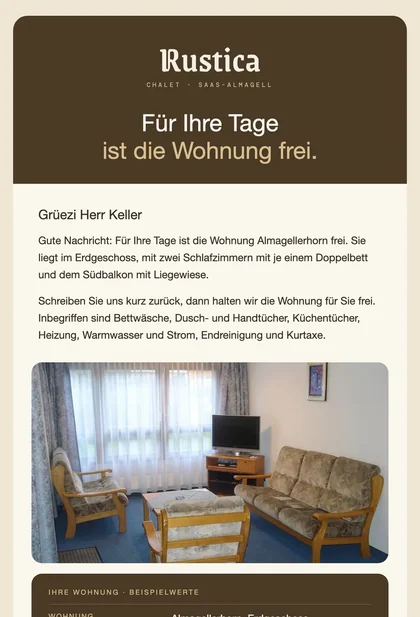 Rustica
CHALET · SAAS-ALMAGELL
Für Ihre Tage
ist die Wohnung frei.
Grüezi Herr Keller
Gute Nachricht: Für Ihre Tage ist die Wohnung Almagellerhorn frei. Sie
liegt im Erdgeschoss, mit zwei Schlafzimmern mit je einem Doppelbett
und dem Südbalkon mit Liegewiese.
Schreiben Sie uns kurz zurück, dann halten wir die Wohnung für Sie frei.
Inbegriffen sind Bettwäsche, Dusch- und Handtücher, Küchentücher,
Heizung, Warmwasser und Strom, Endreinigung und Kurtaxe.
IHRE WOHNUNG · BEISPIELWERTE
WOHNUNG Almagellerhorn, Erdgeschoss